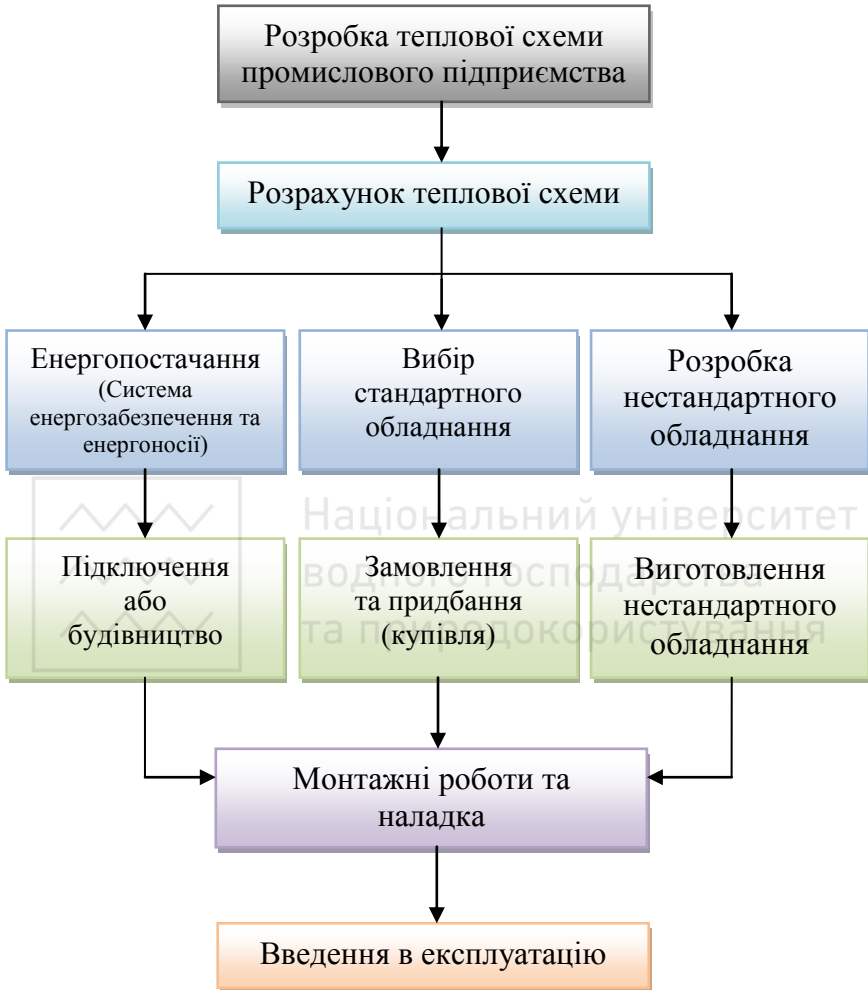 Розробка теплової схеми
промислового підприємства
Розрахунок теплової схеми
Енергопостачання
(Система
енергозабезпечення та
енергоносії)
Вибір
стандартного
обладнання
Розробка
нестандартного
обладнання
Національний університет
водного господарства
та природокористування
Підключення
або
будівництво
Замовлення
та придбання
(купівля)
Виготовлення
нестандартного
обладнання
Монтажні роботи та
наладка
Введення в експлуатацію